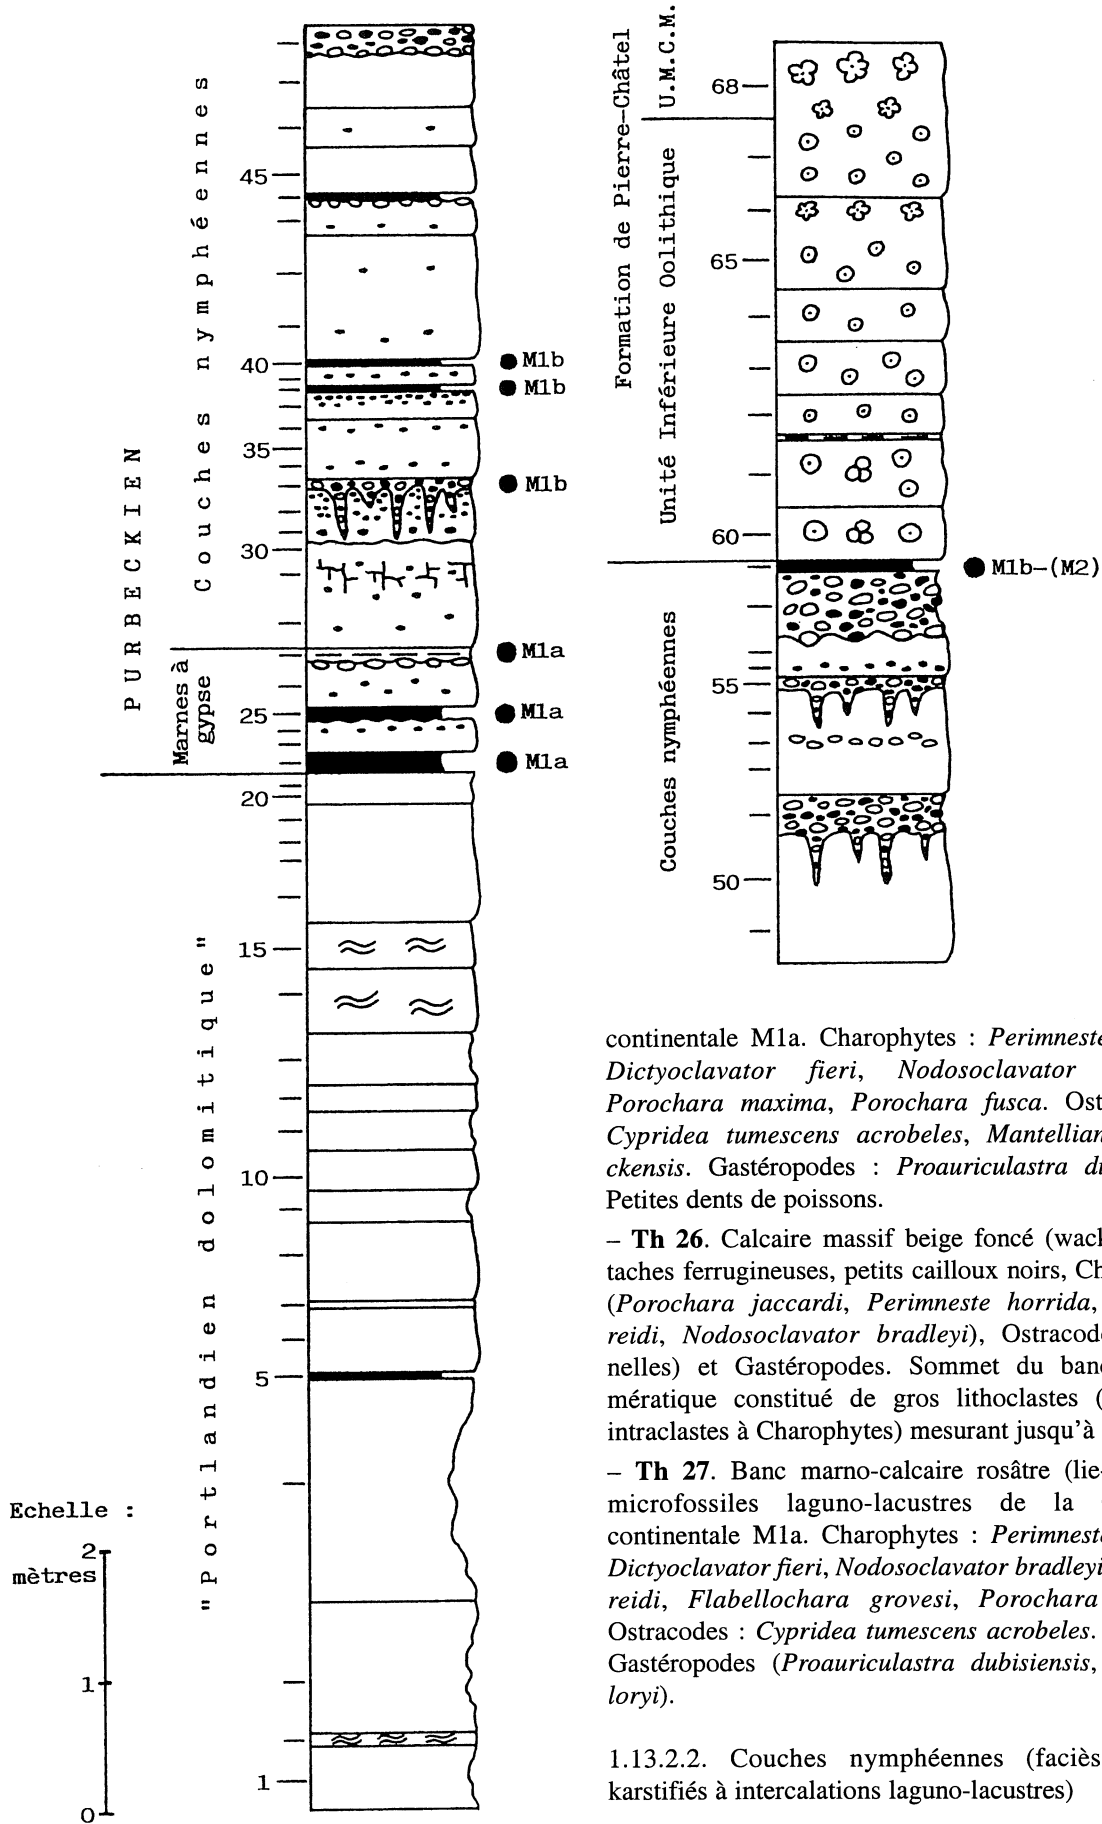 PURBECKIEN
Couches nymphéennes
Marnes à
gypse
"Portlandien dolomitique"
45
40
35
30
25
20
15
10
5
1
M1b
M1b
M1b
M1a
M1a
M1a
Echelle :
mètres
2
1
0
Formation de Pierre-Châtel
U.M.C.M.
Unité Inférieure Oolithique
Couches nymphéennes
68
65
60
55
50
M1b-(M2)
continentale M1a. Charophytes : Perimneste
Dictyoclavator fieri, Nodosoclavator
Porochara maxima, Porochara fusca. Ost
Cypridea tumescens acrobeles, Mantellian
ckensis. Gastéropodes : Proauriculastra du
Petites dents de poissons.
– Th 26. Calcaire massif beige foncé (wack
taches ferrugineuses, petits cailloux noirs, Ch
(Porochara jaccardi, Perimneste horrida,
reidi, Nodosoclavator bradleyi), Ostracode
nelles) et Gastéropodes. Sommet du banc
mératique constitué de gros lithoclastes (
intraclastes à Charophytes) mesurant jusqu'à
– Th 27. Banc marno-calcaire rosâtre (lie-
microfossiles laguno-lacustres de la
continentale M1a. Charophytes : Perimneste
Dictyoclavator fieri, Nodosoclavator bradleyi
reidi, Flabellochara grovesi, Porochara
Ostracodes : Cypridea tumescens acrobeles.
Gastéropodes (Proauriculastra dubisiensis,
loryi).
1.13.2.2. Couches nymphéennes (faciès
karstifiés à intercalations laguno-lacustres)